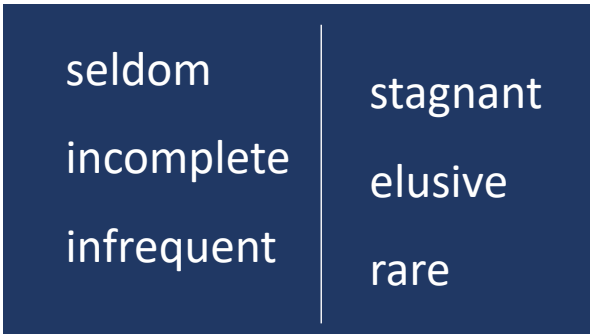 seldom
incomplete
infrequent
stagnant
elusive
rare